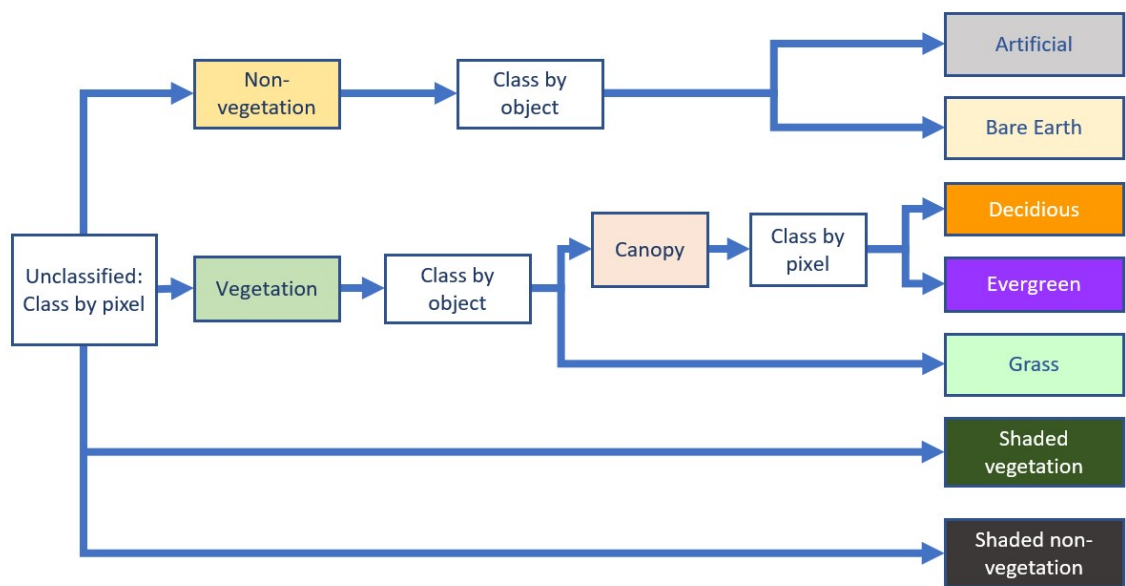 Non-
vegetation
Class by
object
Artificial
Bare Earth
Unclassified:
Class by pixel
Vegetation
Class by
object
Canopy
Class by
pixel
Decidious
Evergreen
Grass
Shaded
vegetation
Shaded non-
vegetation